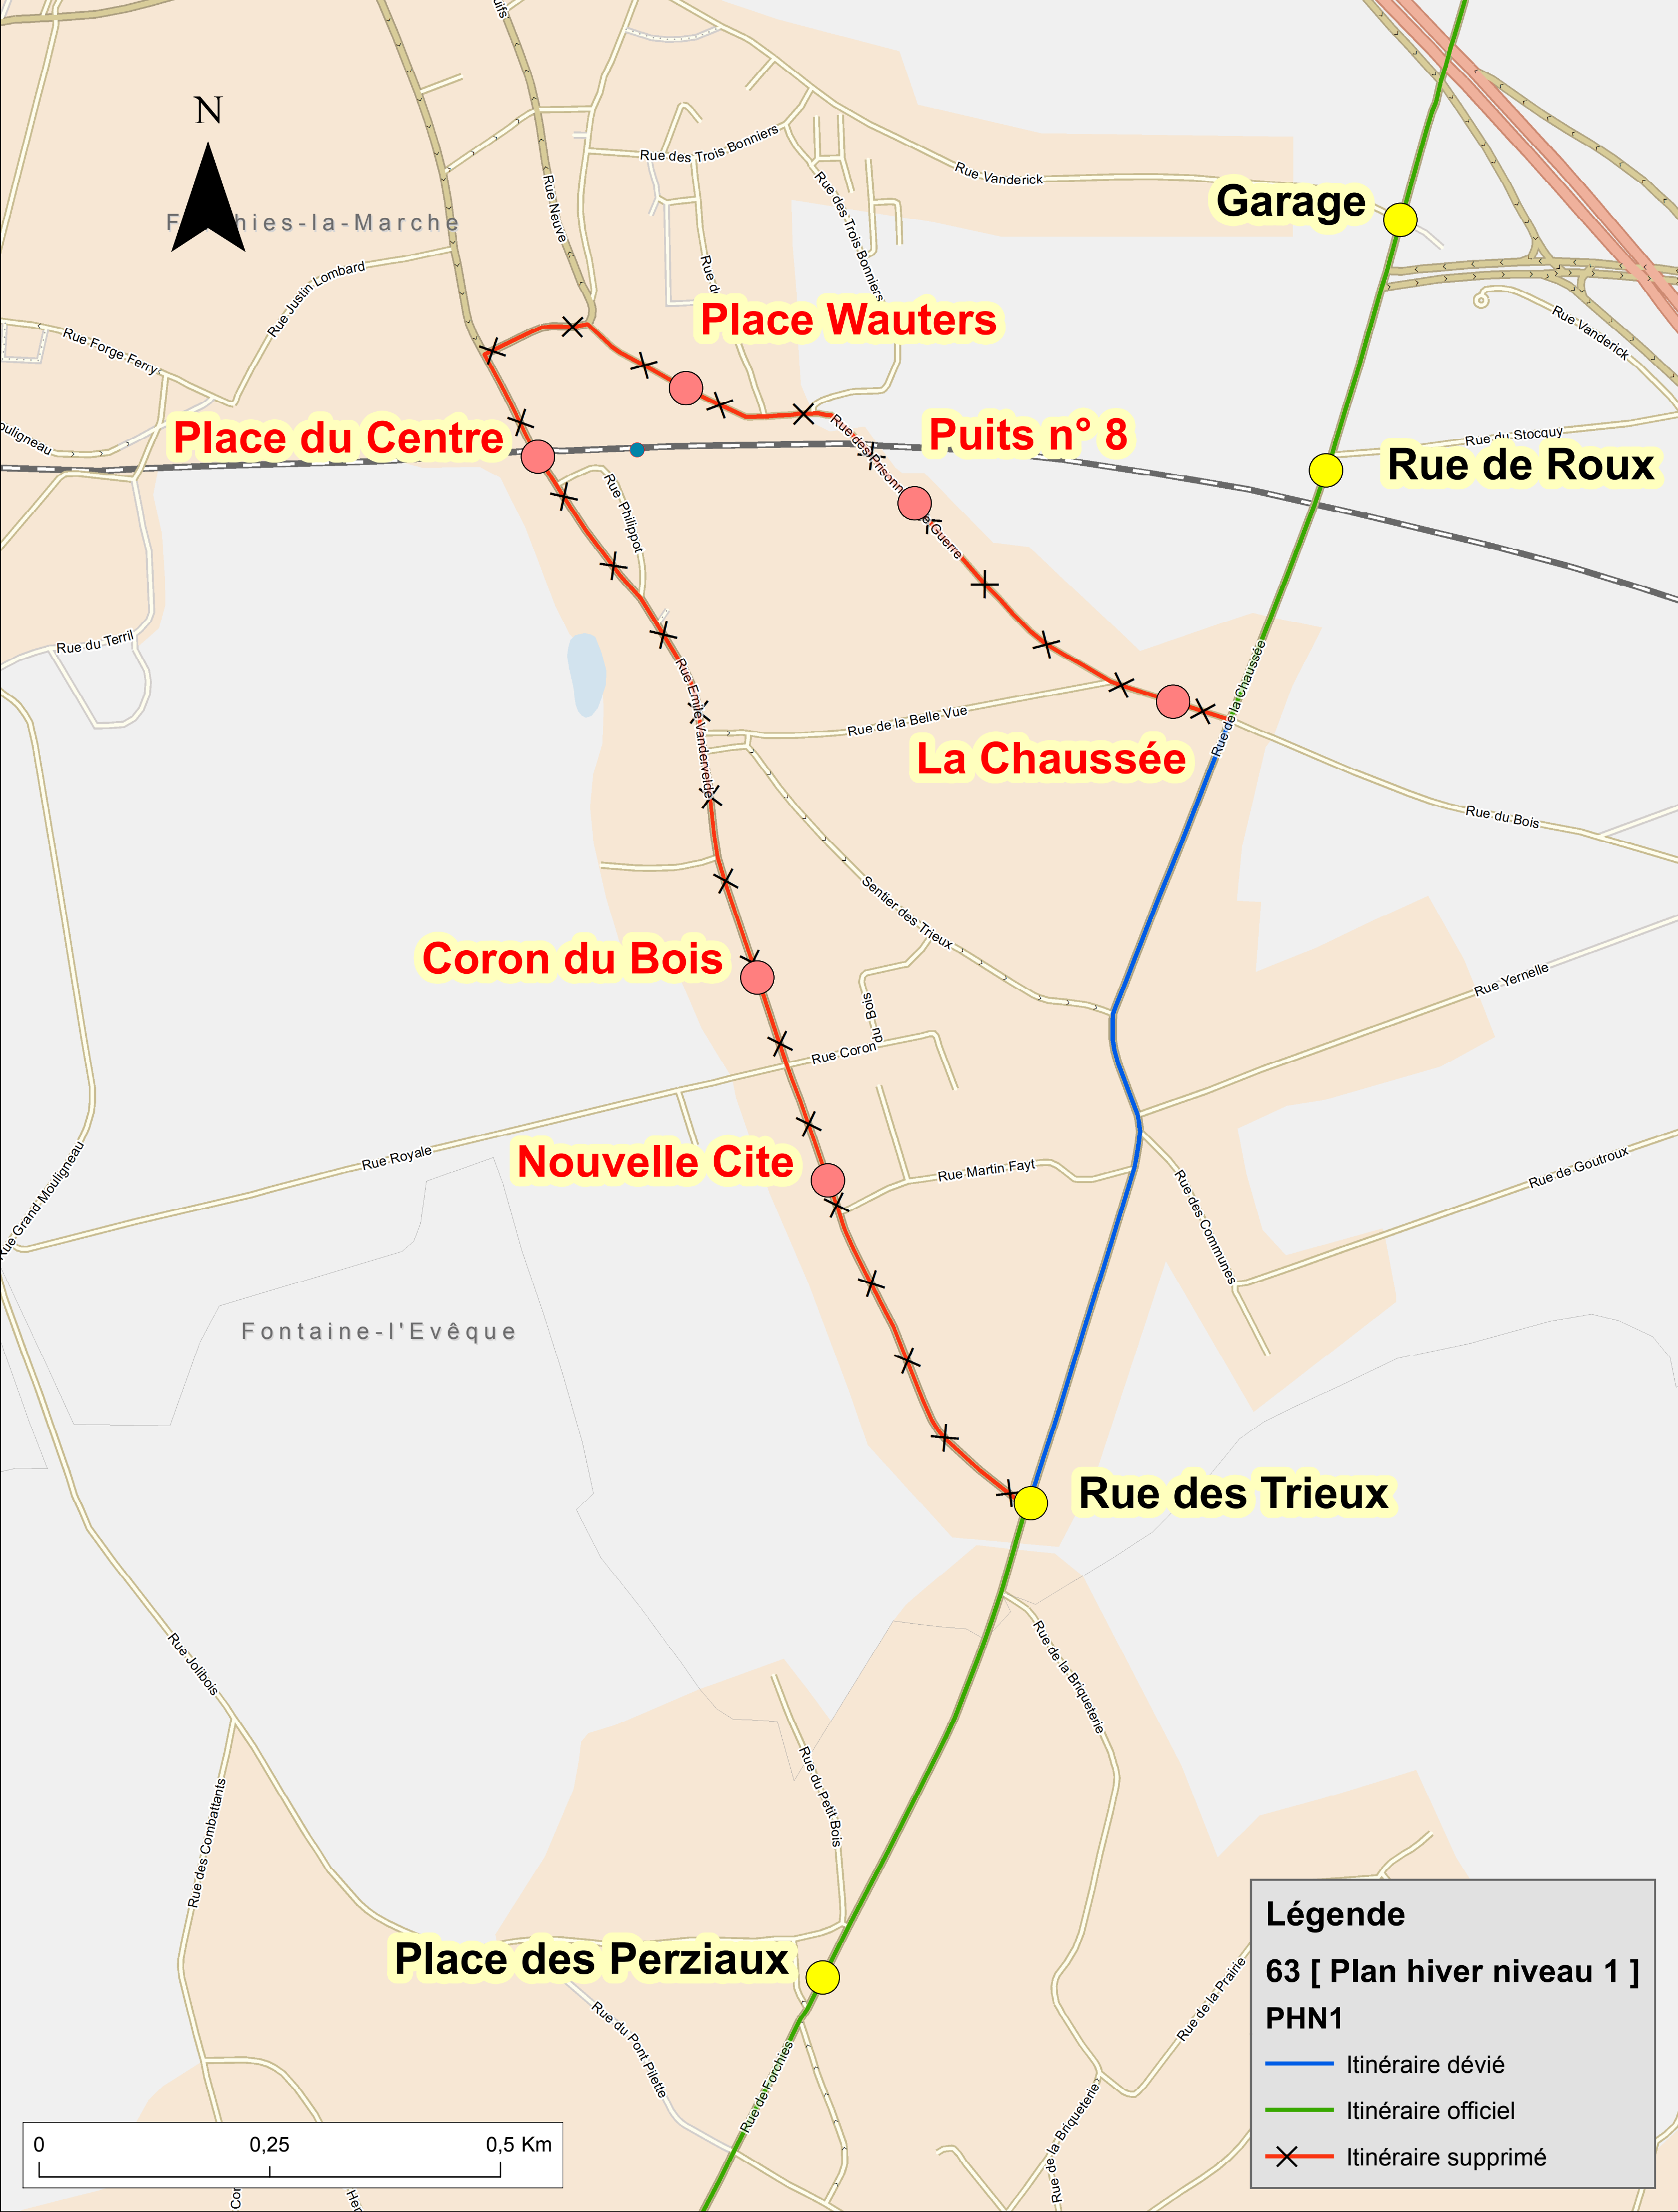 N
Rue des Trois Bonniers
Rue Vanderick
Rue Neuve
Rue des Trois Bonniers
Garage
hies-la-Marche
Rue Justin Lombard
Place Wauters
Rue Vanderick
Rue Forge Ferry
Place du Centre
Puits n° 8
Rue du Stocquy
Rue de Roux
Rue Philippot
Rue du Terril
Rue Emile Vandervelde
Rue de la Chaussée
Rue de la Belle Vue
La Chaussée
Rue du Bois
Sentier des Trieux
Coron du Bois
Rue Yernelle
du Bois
Rue Coron
Rue Royale
Nouvelle Cite
Rue Martin Fayt
Rue des Communes
Rue de Goutroux
Rue Grand Mouligneau
Fontaine-l'Evêque
Rue des Trieux
Rue Jolibois
Rue de la Briqueterie
Rue du Petit Bois
Rue des Combattants
Place des Perziaux
Rue du Pont Pilette
Rue de Forchies
Rue de la Prairie
Rue de la Briqueterie
Légende
63 [ Plan hiver niveau 1 ]
PHN1
Itinéraire dévié
Itinéraire officiel
Itinéraire supprimé
0 0,25 0,5 Km